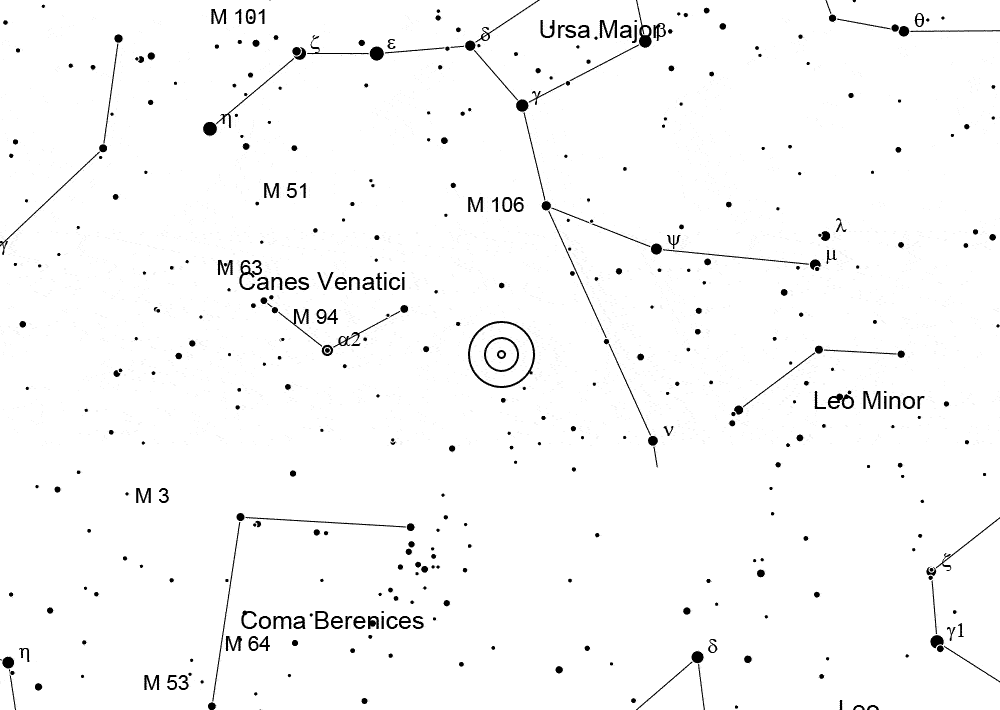 M 101
Ursa Major
β
θ
ζ
ε
δ
γ
η
M 51
M 106
λ
ψ
μ
γ
M 63
Canes Venatici
M 94
α2
Leo Minor
ν
M 3
ζ
Coma Berenices
γ1
M 64
δ
η
M 53
Leo